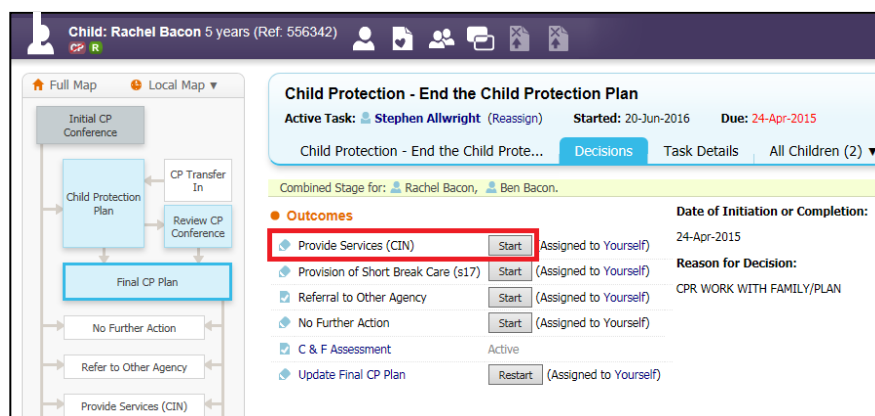 Child: Rachel Bacon 5 years (Ref: 556342)
CP R
Full Map Local Map ▼
Initial CP
Conference
Child Protection
Plan
CP Transfer
In
Review CP
Conference
Final CP Plan
No Further Action
Refer to Other Agency
Provide Services (CIN)
Child Protection - End the Child Protection Plan
Active Task: Stephen Allwright (Reassign) Started: 20-Jun-2016 Due: 24-Apr-2015
Child Protection - End the Child Prote... Decisions Task Details All Children (2) ▼
Combined Stage for: Rachel Bacon, Ben Bacon.
Outcomes
Provide Services (CIN) Start (Assigned to Yourself)
Provision of Short Break Care (s17) Start (Assigned to Yourself)
Referral to Other Agency Start (Assigned to Yourself)
No Further Action Start (Assigned to Yourself)
C & F Assessment Active
Update Final CP Plan Restart (Assigned to Yourself)
Date of Initiation or Completion:
24-Apr-2015
Reason for Decision:
CPR WORK WITH FAMILY/PLAN